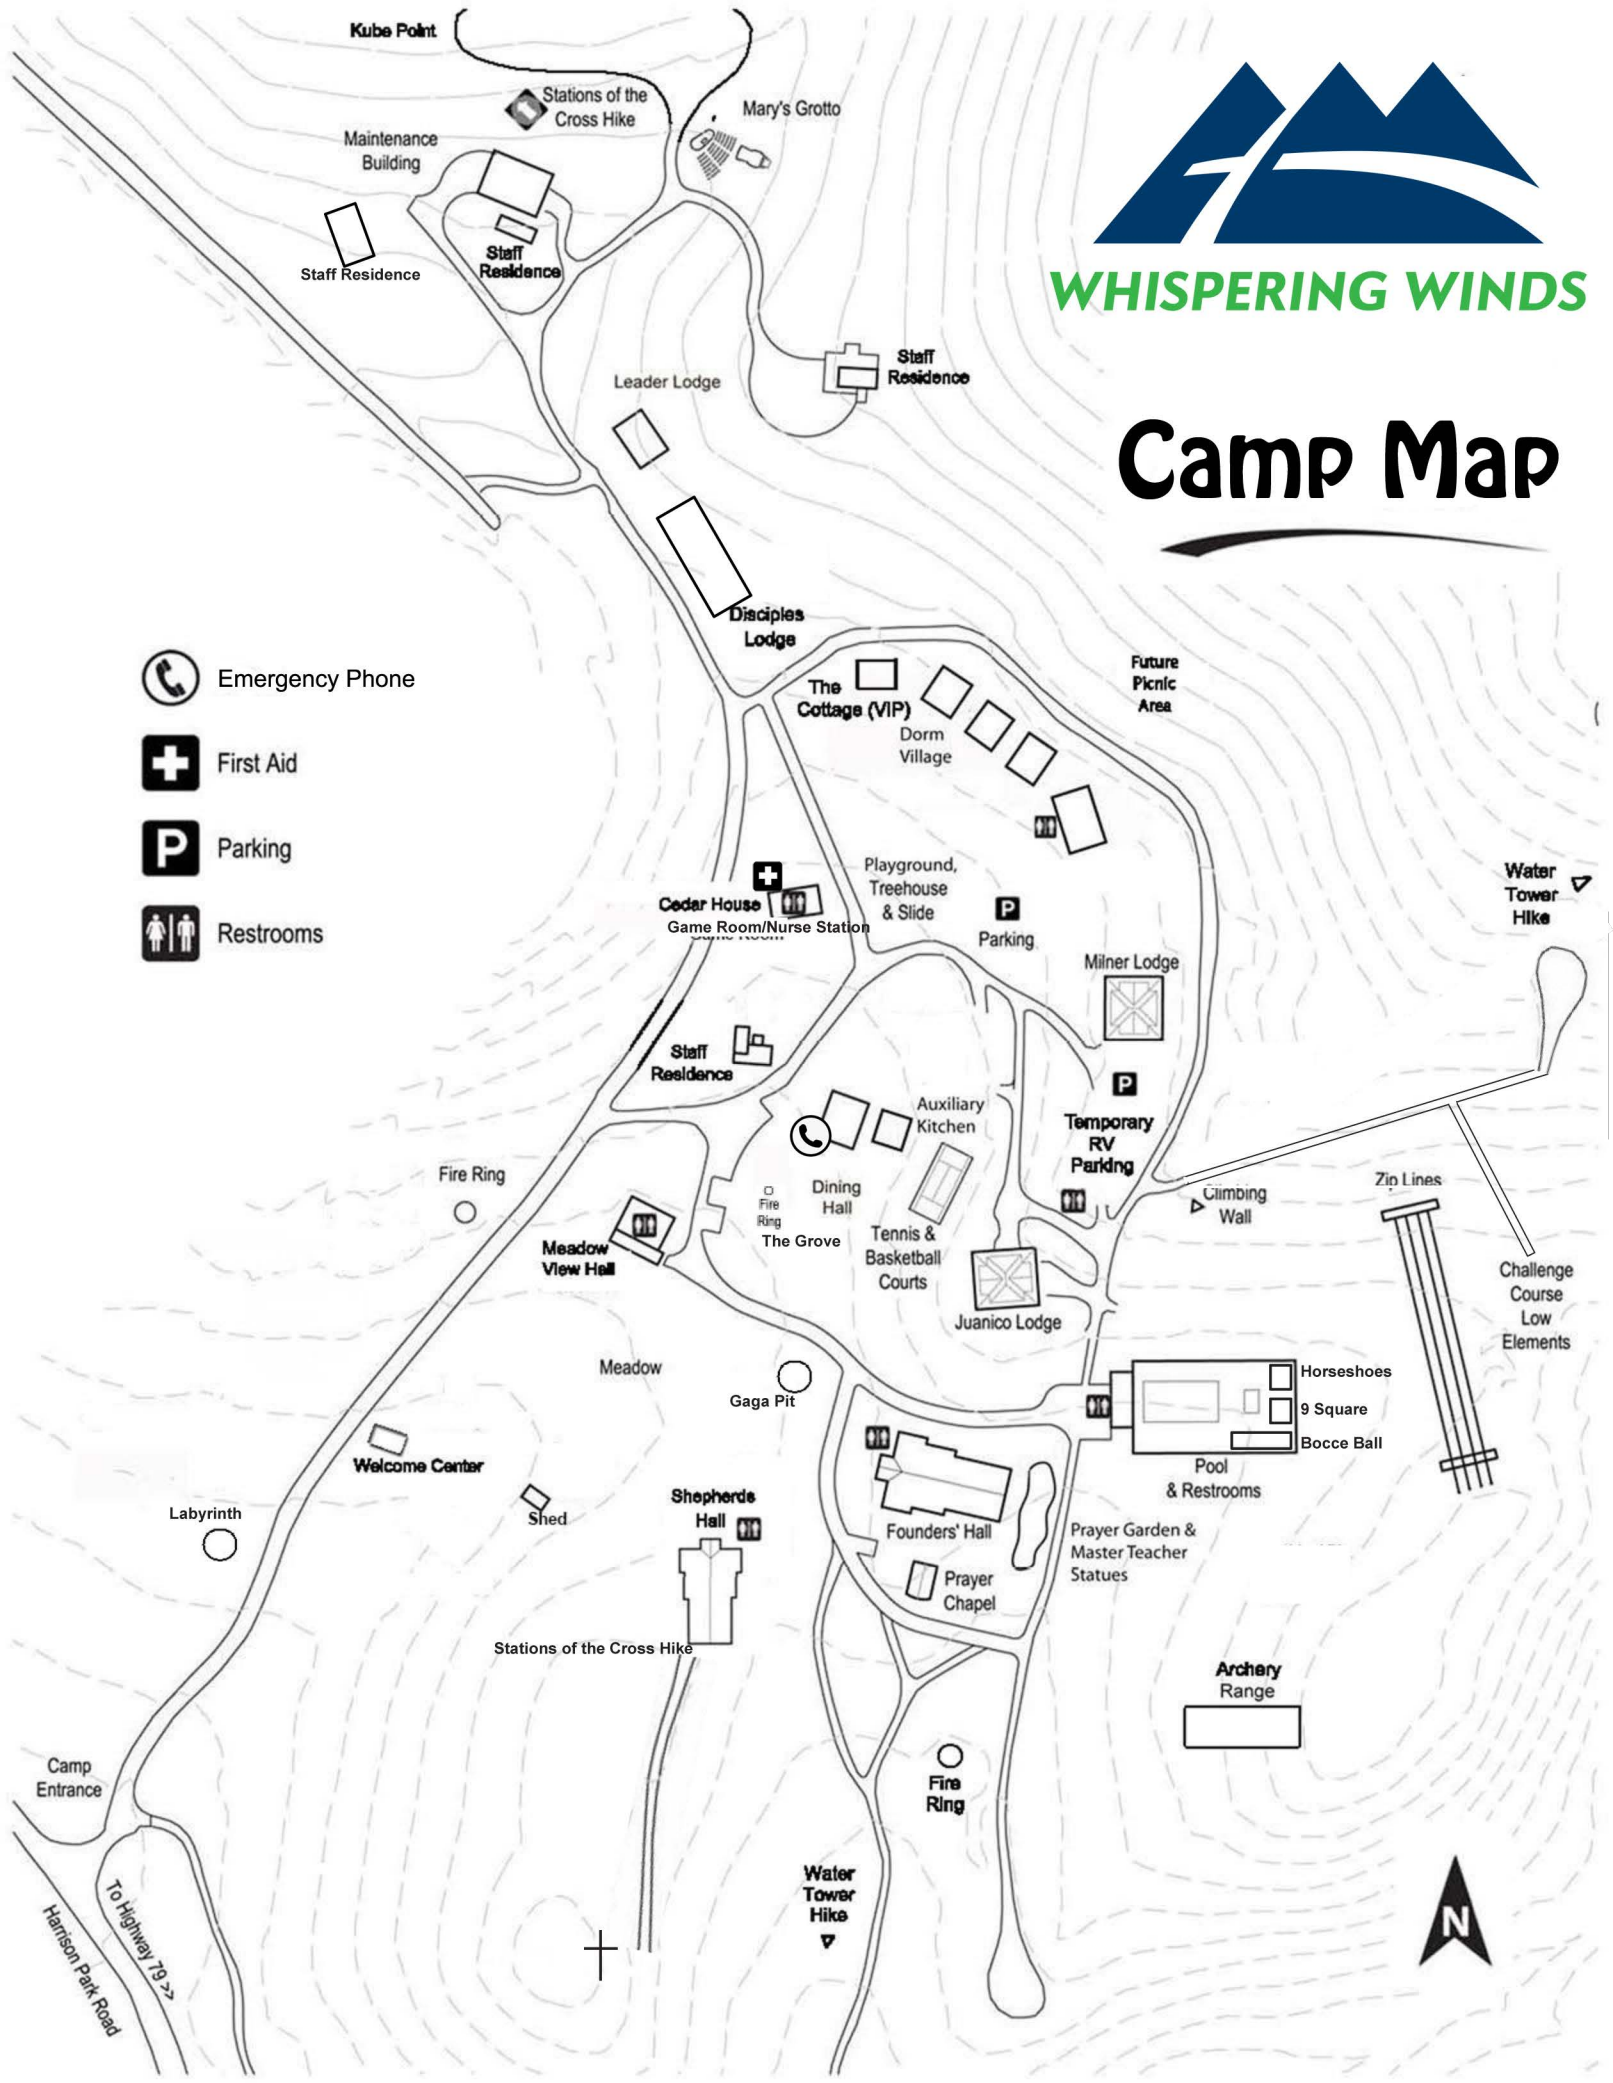 Kube Point
Stations of the
Cross Hike
Mary's Grotto
Maintenance
Building
Staff Residence
Staff
Residence
WHISPERING WINDS
Staff
Residence
Leader Lodge
Camp Map
Disciples
Lodge
Emergency Phone
First Aid
P
Parking
Restrooms
The
Cottage (VIP)
Dorm
Village
Future
Picnic
Area
Cedar House
Game Room/Nurse Station
Playground,
Treehouse
& Slide
P
Parking
Milner Lodge
Water
Tower
Hike
Staff
Residence
Auxiliary
Kitchen
P
Temporary
RV
Parking
Fire Ring
Fire
Ring
The Grove
Dining
Hall
Tennis &
Basketball
Courts
Climbing
Wall
Zip Lines
Meadow
View Hall
Juanico Lodge
Challenge
Course
Low
Elements
Meadow
Gaga Pit
Horseshoes
9 Square
Bocce Ball
Pool
& Restrooms
Welcome Center
Labyrinth
Shed
Shepherds
Hall
Founders' Hall
Prayer Garden &
Master Teacher
Statues
Prayer
Chapel
Stations of the Cross Hike
Archery
Range
Camp
Entrance
Fire
Ring
Water
Tower
Hike
To Highway 79 >>
Harrison Park Road
N